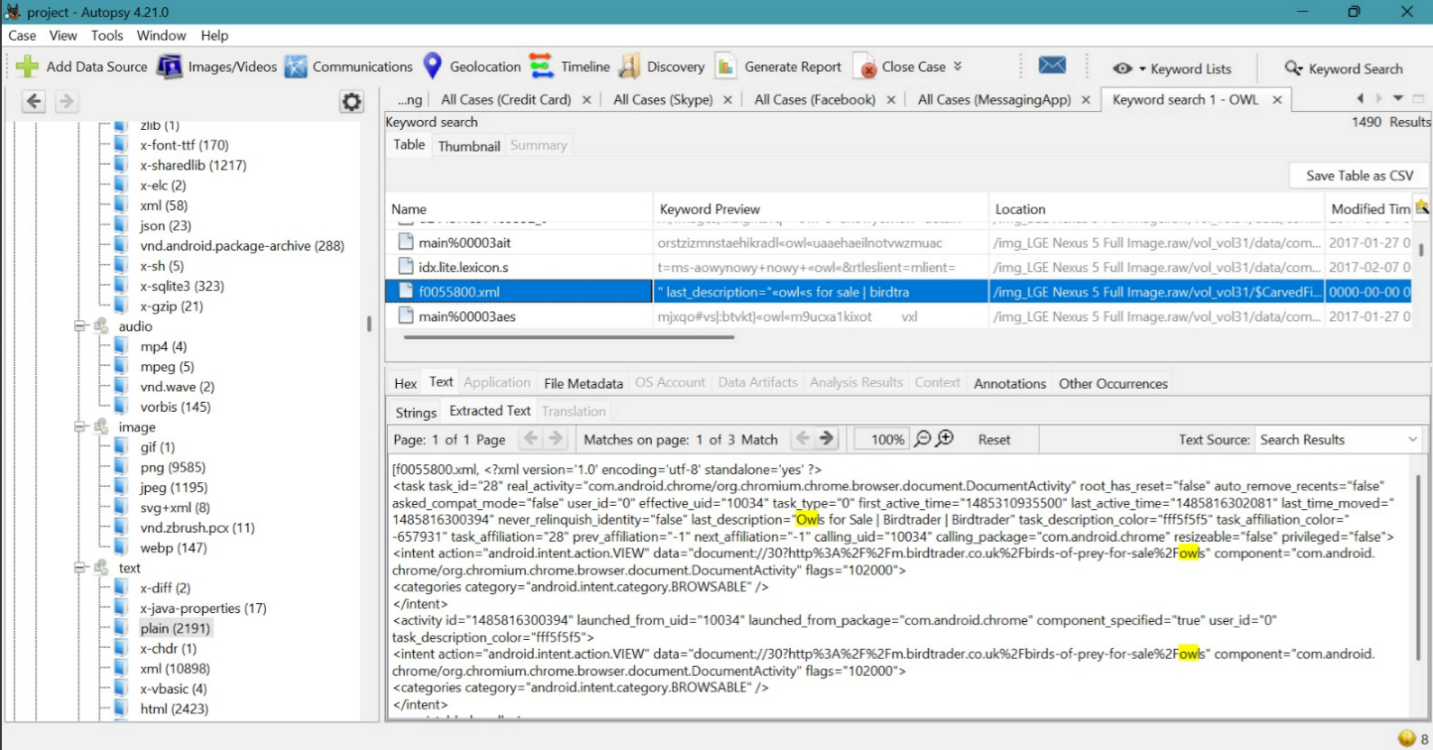 project - Autopsy 4.21.0
Case View Tools Window Help
Add Data Source Images/Videos Communications Geolocation Timeline Discovery Generate Report Close Case Keyword Lists Keyword Search
...ng All Cases (Credit Card) All Cases (Skype) All Cases (Facebook) All Cases (MessagingApp) Keyword search 1 - OWL
zlib (1)
x-font-ttf (170)
x-sharedlib (1217)
x-elc (2)
xml (58)
json (23)
vnd.android.package-archive (288)
x-sh (5)
x-sqlite3 (323)
x-gzip (21)
audio
mp4 (4)
mpeg (5)
vnd.wave (2)
vorbis (145)
image
gif (1)
png (9585)
jpeg (1195)
svg+xml (8)
vnd.zbrush.pcx (11)
webp (147)
text
x-diff (2)
x-java-properties (17)
plain (2191)
x-chdr (1)
xml (10898)
x-vbasic (4)
html (2423)
Keyword search 1490 Results
Table Thumbnail Summary
Save Table as CSV
Name Keyword Preview Location Modified Tim
main%00003ait orstzizmnstaehikradl«owl«uaaehaeilnotvwzmuac /img_LGE Nexus 5 Full Image.raw/vol_vol31/data/com... 2017-01-27 0
idx.lite.lexicon.s t=ms-aowynowy+nowy+«owl«&rtleslient=mlient= /img_LGE Nexus 5 Full Image.raw/vol_vol31/data/com... 2017-02-07 0
f0055800.xml " last_description="«owl«s for sale | birdtra /img_LGE Nexus 5 Full Image.raw/vol_vol31/$CarvedFi... 0000-00-00 0
main%00003aes mjxqo#vs|:btvkt}«owl«m9ucxa1kixot vxl /img_LGE Nexus 5 Full Image.raw/vol_vol31/data/com... 2017-01-27 0
Hex Text Application File Metadata OS Account Data Artifacts Analysis Results Context Annotations Other Occurrences
Strings Extracted Text Translation
Page: 1 of 1 Page Matches on page: 1 of 3 Match 100% Reset Text Source: Search Results
[f0055800.xml, <?xml version='1.0' encoding='utf-8' standalone='yes' ?>
<task task_id="28" real_activity="com.android.chrome/org.chromium.chrome.browser.document.DocumentActivity" root_has_reset="false" auto_remove_recents="false"
asked_compat_mode="false" user_id="0" effective_uid="10034" task_type="0" first_active_time="1485310935500" last_active_time="1485816302081" last_time_moved="
1485816300394" never_relinquish_identity="false" last_description="Owls for Sale | Birdtrader | Birdtrader" task_description_color="fff5f5f5" task_affiliation_color="
-657931" task_affiliation="28" prev_affiliation="-1" next_affiliation="-1" calling_uid="10034" calling_package="com.android.chrome" resizeable="false" privileged="false">
<intent action="android.intent.action.VIEW" data="document://30?http%3A%2F%2Fm.birdtrader.co.uk%2Fbirds-of-prey-for-sale%2Fowls" component="com.android.
chrome/org.chromium.chrome.browser.document.DocumentActivity" flags="102000">
<categories category="android.intent.category.BROWSABLE" />
</intent>
<activity id="1485816300394" launched_from_uid="10034" launched_from_package="com.android.chrome" component_specified="true" user_id="0"
task_description_color="fff5f5f5">
<intent action="android.intent.action.VIEW" data="document://30?http%3A%2F%2Fm.birdtrader.co.uk%2Fbirds-of-prey-for-sale%2Fowls" component="com.android.
chrome/org.chromium.chrome.browser.document.DocumentActivity" flags="102000">
<categories category="android.intent.category.BROWSABLE" />
</intent>
8